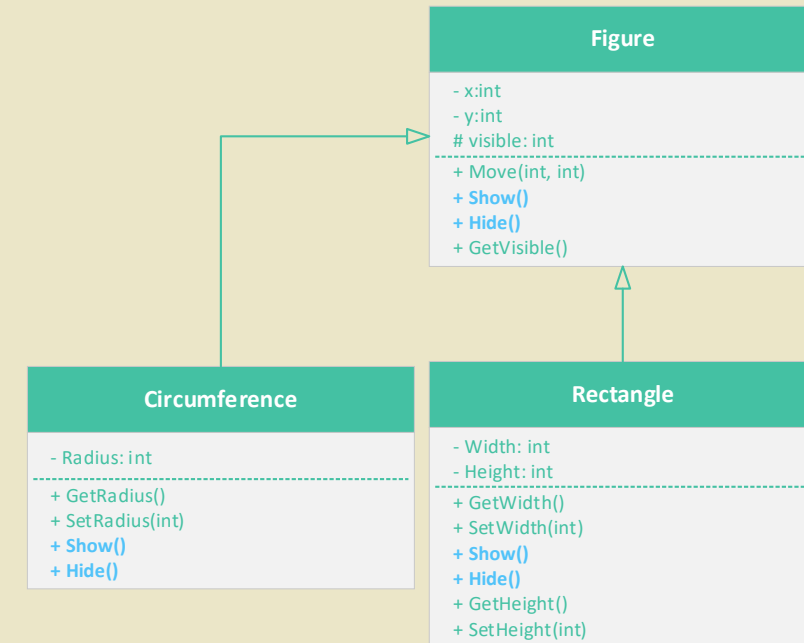 Figure
- x:int
- y:int
# visible: int
+ Move(int, int)
+ Show()
+ Hide()
+ GetVisible()
Circumference
- Radius: int
+ GetRadius()
+ SetRadius(int)
+ Show()
+ Hide()
Rectangle
- Width: int
- Height: int
+ GetWidth()
+ SetWidth(int)
+ Show()
+ Hide()
+ GetHeight()
+ SetHeight(int)